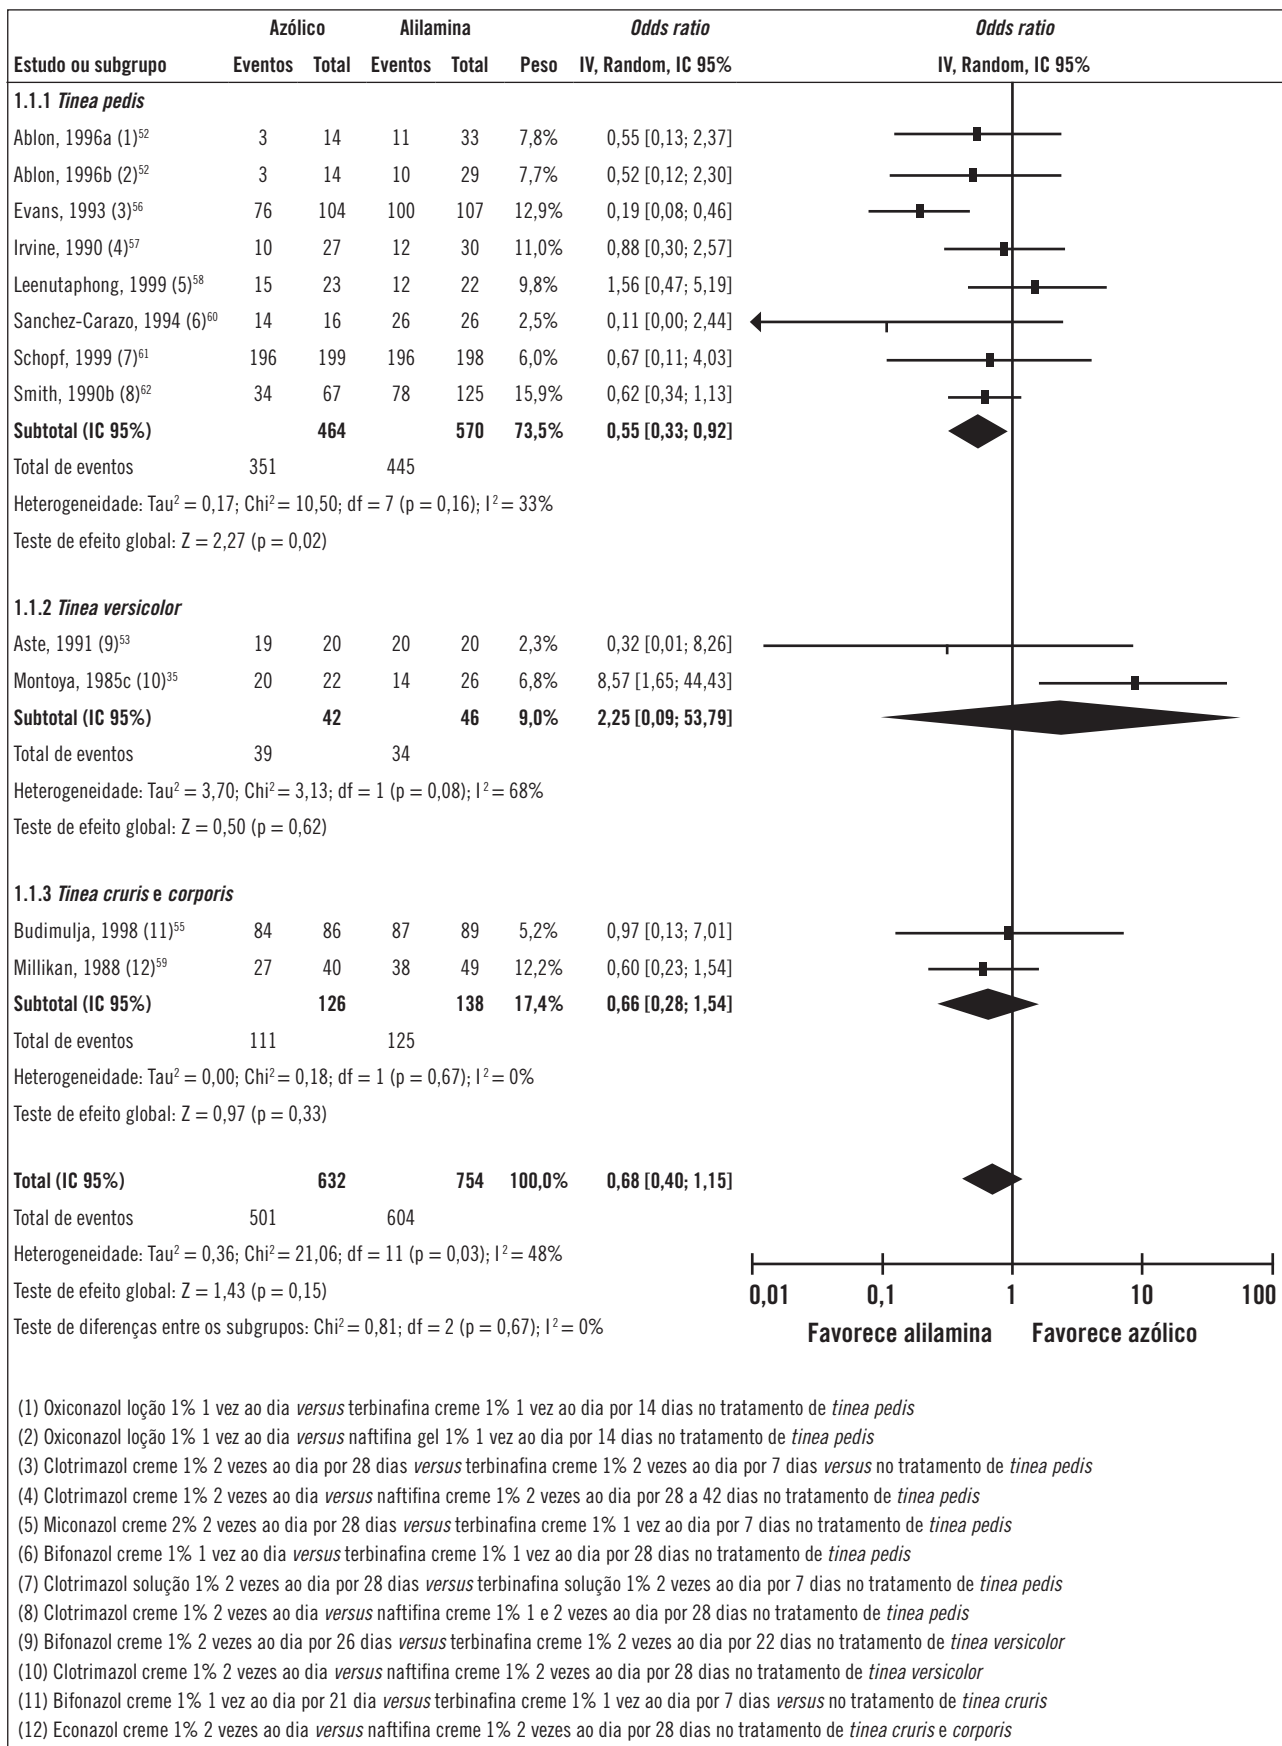 Azólico Alilamina Odds ratio Odds ratio
Estudo ou subgrupo Eventos Total Eventos Total Peso IV, Random, IC 95% IV, Random, IC 95%
1.1.1 Tinea pedis
Ablon, 1996a (1)⁵² 3 14 11 33 7,8% 0,55 [0,13; 2,37]
Ablon, 1996b (2)⁵² 3 14 10 29 7,7% 0,52 [0,12; 2,30]
Evans, 1993 (3)⁵⁶ 76 104 100 107 12,9% 0,19 [0,08; 0,46]
Irvine, 1990 (4)⁵⁷ 10 27 12 30 11,0% 0,88 [0,30; 2,57]
Leenutaphong, 1999 (5)⁵⁸ 15 23 12 22 9,8% 1,56 [0,47; 5,19]
Sanchez-Carazo, 1994 (6)⁶⁰ 14 16 26 26 2,5% 0,11 [0,00; 2,44]
Schopf, 1999 (7)⁶¹ 196 199 196 198 6,0% 0,67 [0,11; 4,03]
Smith, 1990b (8)⁶² 34 67 78 125 15,9% 0,62 [0,34; 1,13]
Subtotal (IC 95%) 464 570 73,5% 0,55 [0,33; 0,92]
Total de eventos 351 445
Heterogeneidade: Tau² = 0,17; Chi² = 10,50; df = 7 (p = 0,16); I² = 33%
Teste de efeito global: Z = 2,27 (p = 0,02)
1.1.2 Tinea versicolor
Aste, 1991 (9)⁵³ 19 20 20 20 2,3% 0,32 [0,01; 8,26]
Montoya, 1985c (10)³⁵ 20 22 14 26 6,8% 8,57 [1,65; 44,43]
Subtotal (IC 95%) 42 46 9,0% 2,25 [0,09; 53,79]
Total de eventos 39 34
Heterogeneidade: Tau² = 3,70; Chi² = 3,13; df = 1 (p = 0,08); I² = 68%
Teste de efeito global: Z = 0,50 (p = 0,62)
1.1.3 Tinea cruris e corporis
Budimulja, 1998 (11)⁵⁵ 84 86 87 89 5,2% 0,97 [0,13; 7,01]
Millikan, 1988 (12)⁵⁹ 27 40 38 49 12,2% 0,60 [0,23; 1,54]
Subtotal (IC 95%) 126 138 17,4% 0,66 [0,28; 1,54]
Total de eventos 111 125
Heterogeneidade: Tau² = 0,00; Chi² = 0,18; df = 1 (p = 0,67); I² = 0%
Teste de efeito global: Z = 0,97 (p = 0,33)
Total (IC 95%) 632 754 100,0% 0,68 [0,40; 1,15]
Total de eventos 501 604
Heterogeneidade: Tau² = 0,36; Chi² = 21,06; df = 11 (p = 0,03); I² = 48%
Teste de efeito global: Z = 1,43 (p = 0,15)
Teste de diferenças entre os subgrupos: Chi² = 0,81; df = 2 (p = 0,67); I² = 0%
0,01 0,1 1 10 100
Favorece alilamina Favorece azólico
(1) Oxiconazol loção 1% 1 vez ao dia versus terbinafina creme 1% 1 vez ao dia por 14 dias no tratamento de tinea pedis
(2) Oxiconazol loção 1% 1 vez ao dia versus naftifina gel 1% 1 vez ao dia por 14 dias no tratamento de tinea pedis
(3) Clotrimazol creme 1% 2 vezes ao dia por 28 dias versus terbinafina creme 1% 2 vezes ao dia por 7 dias versus no tratamento de tinea pedis
(4) Clotrimazol creme 1% 2 vezes ao dia versus naftifina creme 1% 2 vezes ao dia por 28 a 42 dias no tratamento de tinea pedis
(5) Miconazol creme 2% 2 vezes ao dia por 28 dias versus terbinafina creme 1% 1 vez ao dia por 7 dias no tratamento de tinea pedis
(6) Bifonazol creme 1% 1 vez ao dia versus terbinafina creme 1% 1 vez ao dia por 28 dias no tratamento de tinea pedis
(7) Clotrimazol solução 1% 2 vezes ao dia por 28 dias versus terbinafina solução 1% 2 vezes ao dia por 7 dias no tratamento de tinea pedis
(8) Clotrimazol creme 1% 2 vezes ao dia versus naftifina creme 1% 1 e 2 vezes ao dia por 28 dias no tratamento de tinea pedis
(9) Bifonazol creme 1% 2 vezes ao dia por 26 dias versus terbinafina creme 1% 2 vezes ao dia por 22 dias no tratamento de tinea versicolor
(10) Clotrimazol creme 1% 2 vezes ao dia versus naftifina creme 1% 2 vezes ao dia por 28 dias no tratamento de tinea versicolor
(11) Bifonazol creme 1% 1 vez ao dia por 21 dia versus terbinafina creme 1% 1 vez ao dia por 7 dias versus no tratamento de tinea cruris
(12) Econazol creme 1% 2 vezes ao dia versus naftifina creme 1% 2 vezes ao dia por 28 dias no tratamento de tinea cruris e corporis